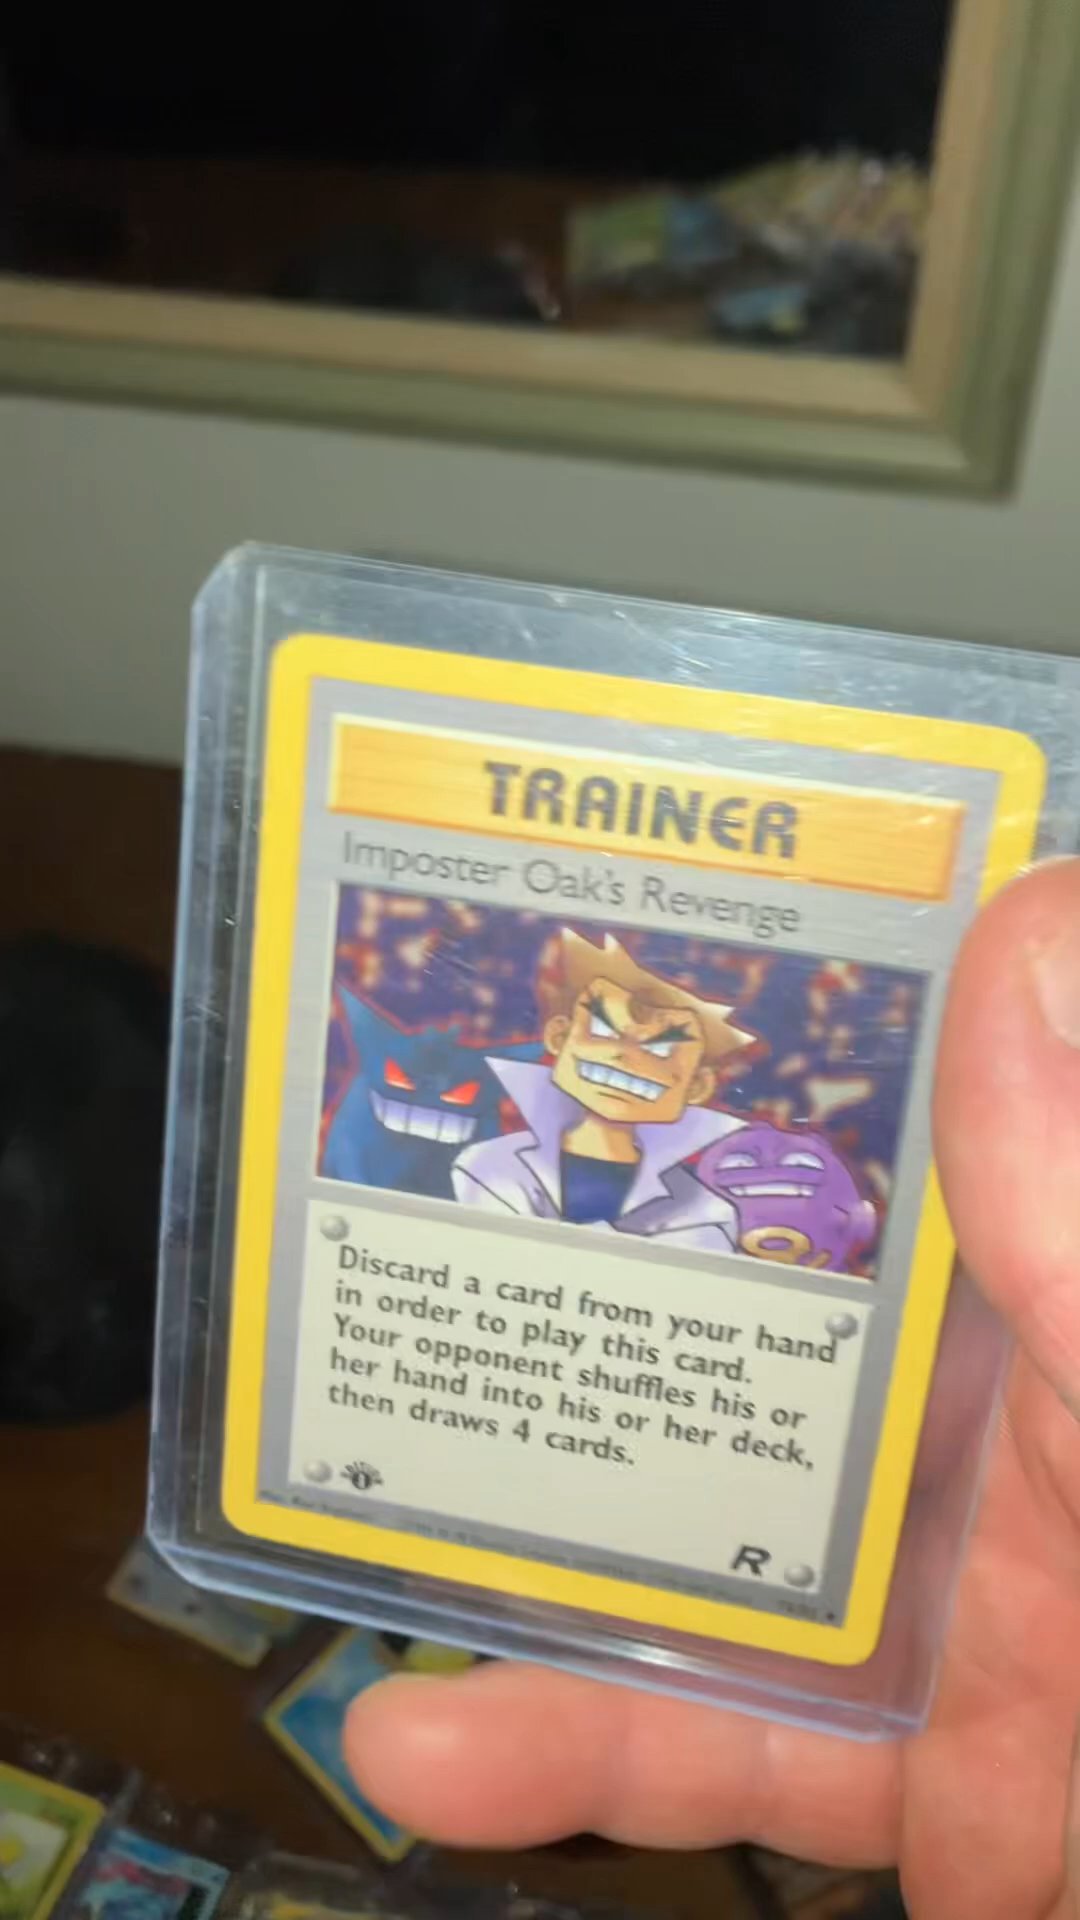 TRAINER
Imposter Oak's Revenge
Discard a card from your hand
in order to play this card.
Your opponent shuffles his or
her hand into his or her deck,
then draws 4 cards.
1
R